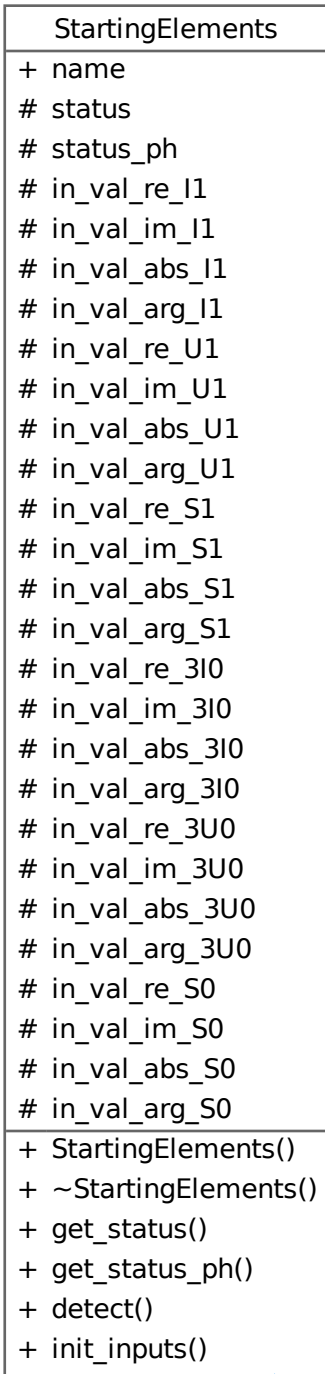 StartingElements
+ name
# status
# status_ph
# in_val_re_I1
# in_val_im_I1
# in_val_abs_I1
# in_val_arg_I1
# in_val_re_U1
# in_val_im_U1
# in_val_abs_U1
# in_val_arg_U1
# in_val_re_S1
# in_val_im_S1
# in_val_abs_S1
# in_val_arg_S1
# in_val_re_3I0
# in_val_im_3I0
# in_val_abs_3I0
# in_val_arg_3I0
# in_val_re_3U0
# in_val_im_3U0
# in_val_abs_3U0
# in_val_arg_3U0
# in_val_re_S0
# in_val_im_S0
# in_val_abs_S0
# in_val_arg_S0
+ StartingElements()
+ ~StartingElements()
+ get_status()
+ get_status_ph()
+ detect()
+ init_inputs()